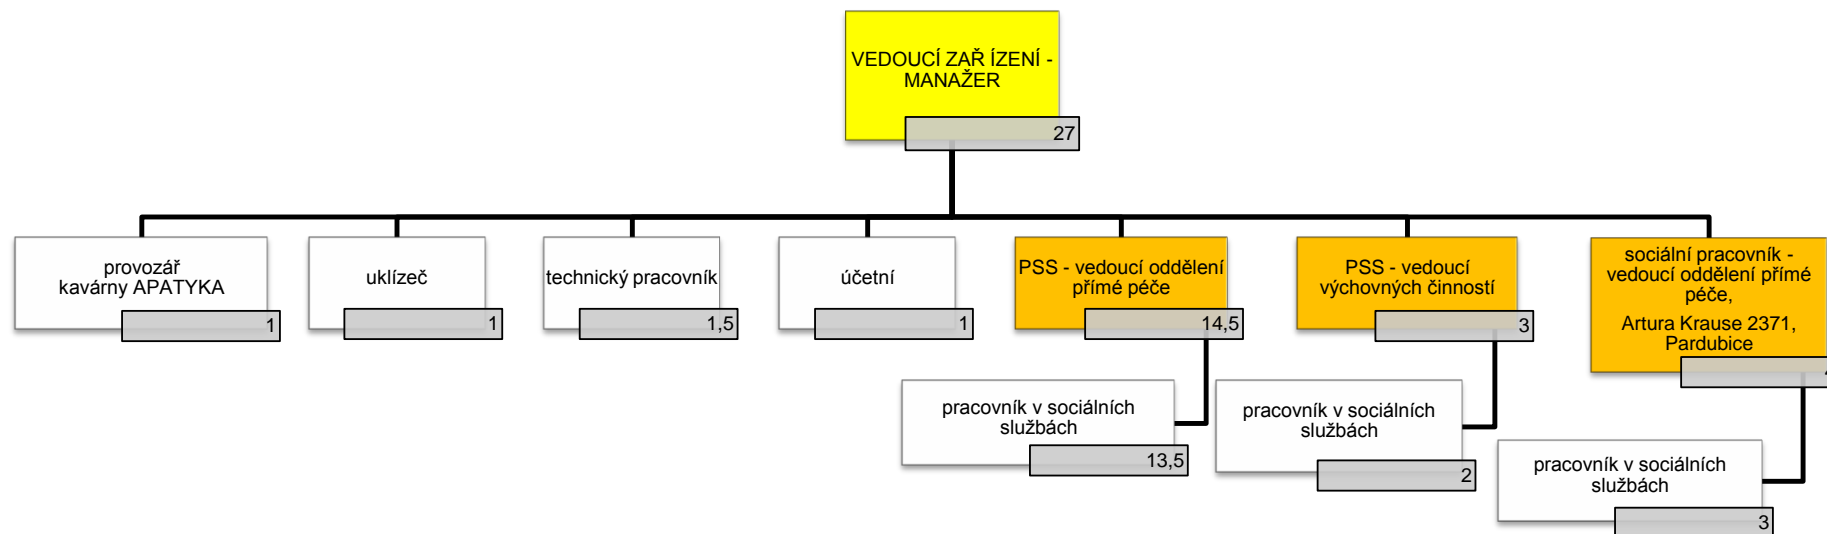 VEDOUCÍ ZAŘ ÍZENÍ -
MANAŽER
27
provozář
kavárny APATYKA
1
uklízeč
1
technický pracovník
1,5
účetní
1
PSS - vedoucí oddělení
přímé péče
14,5
PSS - vedoucí
výchovných činností
3
sociální pracovník -
vedoucí oddělení přímé
péče,
Artura Krause 2371,
Pardubice
pracovník v sociálních
službách
13,5
pracovník v sociálních
službách
2
pracovník v sociálních
službách
3